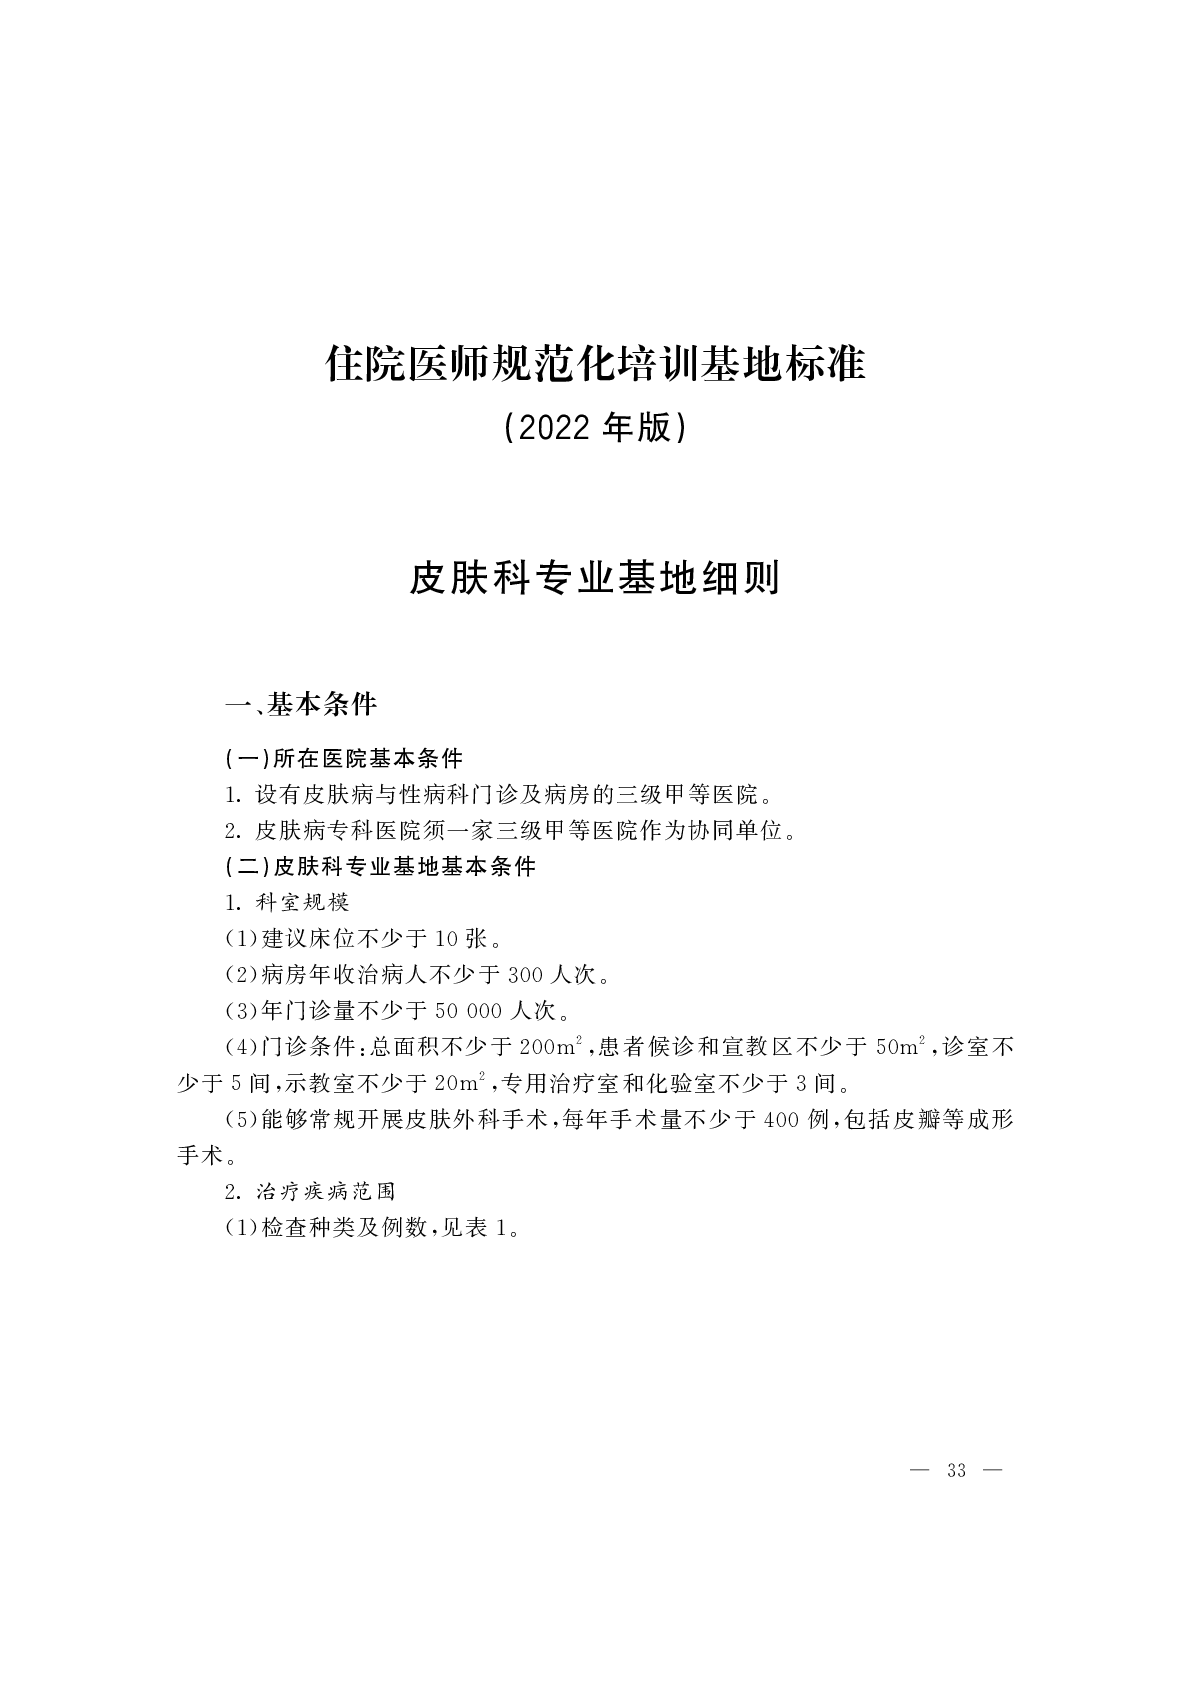 住院医师规范化培训基地标准
(2022 年版)
皮肤科专业基地细则
一、基本条件
(一)所在医院基本条件
1. 设有皮肤病与性病科门诊及病房的三级甲等医院。
2. 皮肤病专科医院须一家三级甲等医院作为协同单位。
(二)皮肤科专业基地基本条件
1. 科室规模
(1)建议床位不少于 10 张。
(2)病房年收治病人不少于 300 人次。
(3)年门诊量不少于 50 000 人次。
(4)门诊条件:总面积不少于 200m²,患者候诊和宣教区不少于 50m²,诊室不
少于 5 间,示教室不少于 20m²,专用治疗室和化验室不少于 3 间。
(5)能够常规开展皮肤外科手术,每年手术量不少于 400 例,包括皮瓣等成形
手术。
2. 治疗疾病范围
(1)检查种类及例数,见表 1。
— 33 —